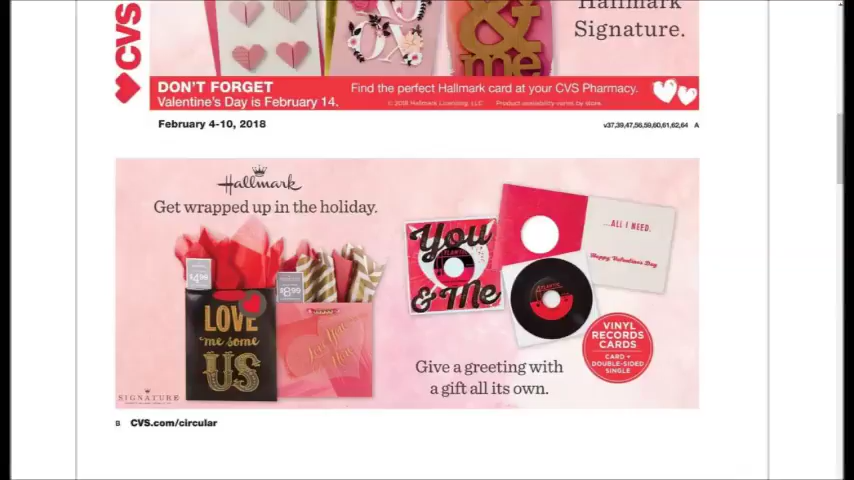 Hallmark
Signature.
CVS
& me
DON'T FORGET
Valentine's Day is February 14.
Find the perfect Hallmark card at your CVS Pharmacy.
© 2018 Hallmark Licensing, LLC Product availability varies by store.
February 4-10, 2018
v37,39,47,56,59,60,61,62,64 A
Hallmark
Get wrapped up in the holiday.
$4.99
$8.99
LOVE
me some
US
SIGNATURE
You
& Me
...ALL I NEED.
Happy Valentine's Day
VINYL
RECORDS
CARDS
CARD +
DOUBLE-SIDED
SINGLE
Give a greeting with
a gift all its own.
B CVS.com/circular